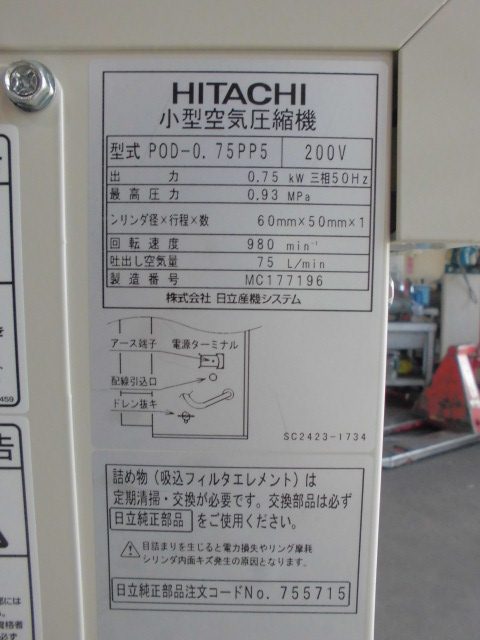 HITACHI
小型空気圧縮機
型式 POD-0.75PP5 200V
出力 0.75 kW 三相50Hz
最高圧力 0.93 MPa
シリンダ径×行程×数 60mm×50mm×1
回転速度 980 min⁻¹
吐出し空気量 75 L/min
製造番号 MC177196
株式会社 日立産機システム
アース端子 電源ターミナル
配線引込口
ドレン抜キ
SC2423-1734
詰め物（吸込フィルタエレメント）は
定期清掃・交換が必要です。交換部品は必ず
日立純正部品 をご使用ください。
目詰まりを生じると電力損失やリング摩耗
シリンダ内面キズ発生の原因となります。
日立純正部品注文コードNo. 755715
告